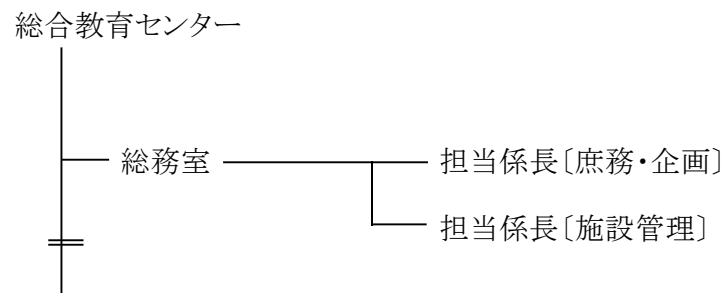 総合教育センター
総務室
担当係長〔庶務・企画〕
担当係長〔施設管理〕